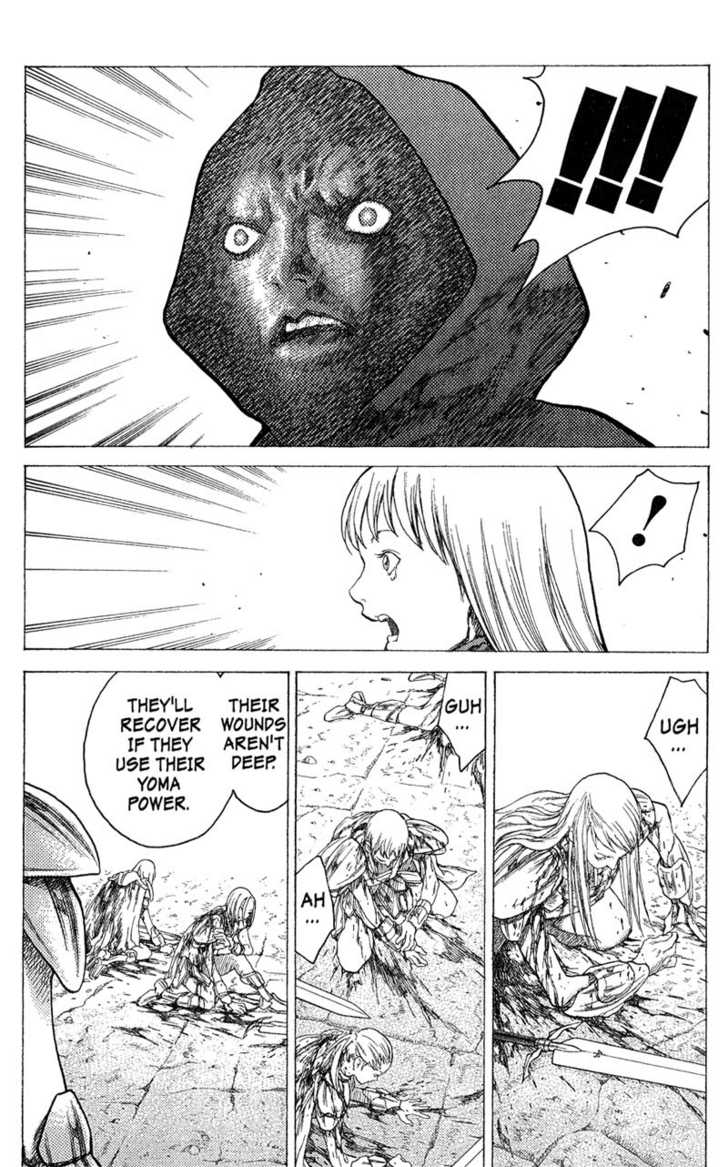 !!!
!
UGH
...
GUH
...
AH
...
THEIR
WOUNDS
AREN'T
DEEP.
THEY'LL
RECOVER
IF THEY
USE THEIR
YOMA
POWER.